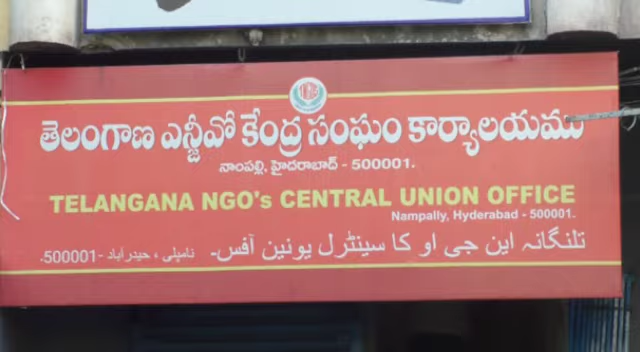 తెలంగాణ ఎన్జీవో కేంద్ర సంఘం కార్యాలయము
నాంపల్లి, హైదరాబాద్ - 500001.
TELANGANA NGO's CENTRAL UNION OFFICE
Nampally, Hyderabad - 500001.
تلنگانہ این جی او کا سینٹرل یونین آفس۔ نامپلی ، حیدرآباد -500001۔